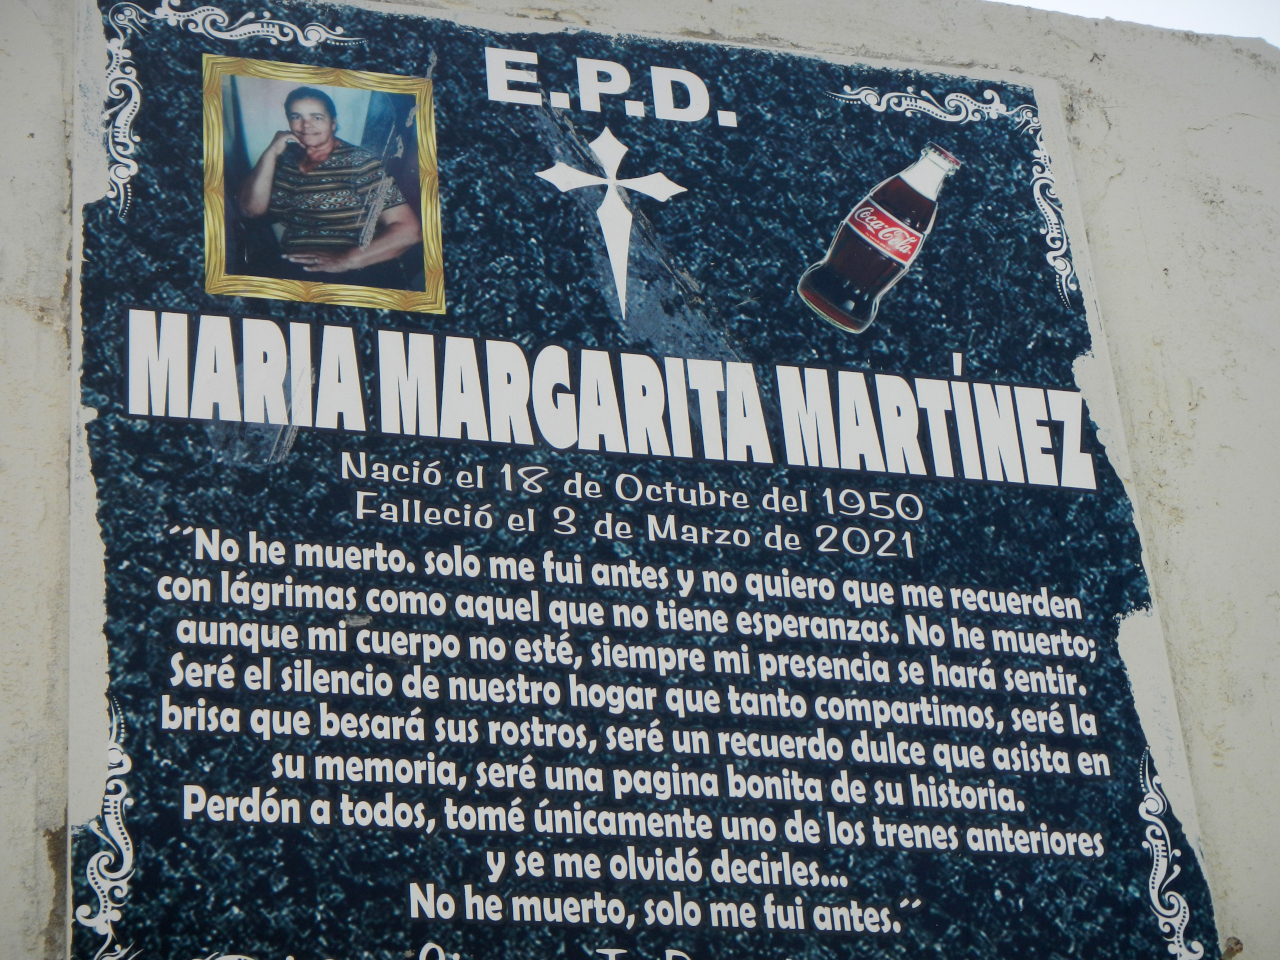 E.P.D.
Coca-Cola
MARIA MARGARITA MARTÍNEZ
Nació el 18 de Octubre del 1950
Falleció el 3 de Marzo de 2021
´´No he muerto. solo me fui antes y no quiero que me recuerden
con lágrimas como aquel que no tiene esperanzas. No he muerto;
aunque mi cuerpo no esté, siempre mi presencia se hará sentir.
Seré el silencio de nuestro hogar que tanto compartimos, seré la
brisa que besará sus rostros, seré un recuerdo dulce que asista en
su memoria, seré una pagina bonita de su historia.
Perdón a todos, tomé únicamente uno de los trenes anteriores
y se me olvidó decirles...
No he muerto, solo me fui antes.´´